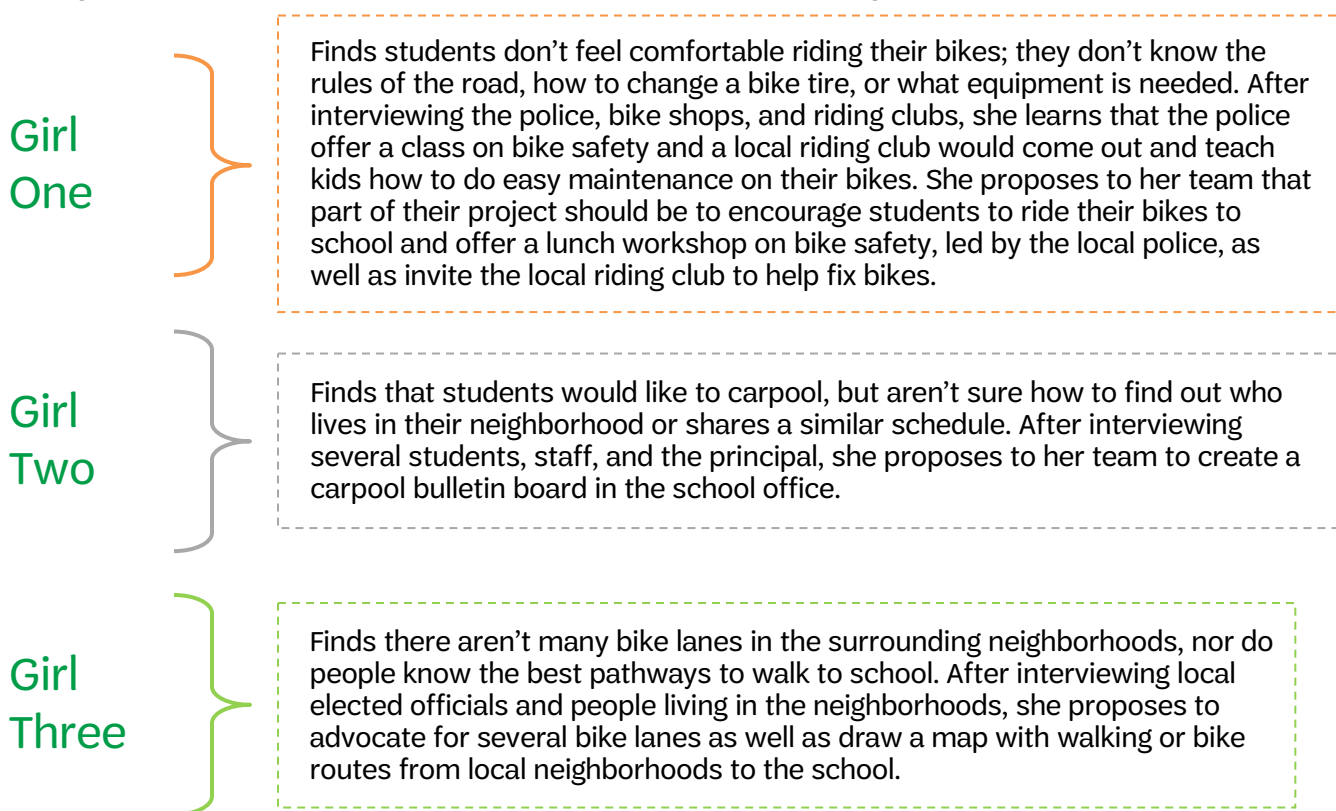 Girl
One
Finds students don’t feel comfortable riding their bikes; they don’t know the
rules of the road, how to change a bike tire, or what equipment is needed. After
interviewing the police, bike shops, and riding clubs, she learns that the police
offer a class on bike safety and a local riding club would come out and teach
kids how to do easy maintenance on their bikes. She proposes to her team that
part of their project should be to encourage students to ride their bikes to
school and offer a lunch workshop on bike safety, led by the local police, as
well as invite the local riding club to help fix bikes.
Girl
Two
Finds that students would like to carpool, but aren’t sure how to find out who
lives in their neighborhood or shares a similar schedule. After interviewing
several students, staff, and the principal, she proposes to her team to create a
carpool bulletin board in the school office.
Girl
Three
Finds there aren’t many bike lanes in the surrounding neighborhoods, nor do
people know the best pathways to walk to school. After interviewing local
elected officials and people living in the neighborhoods, she proposes to
advocate for several bike lanes as well as draw a map with walking or bike
routes from local neighborhoods to the school.